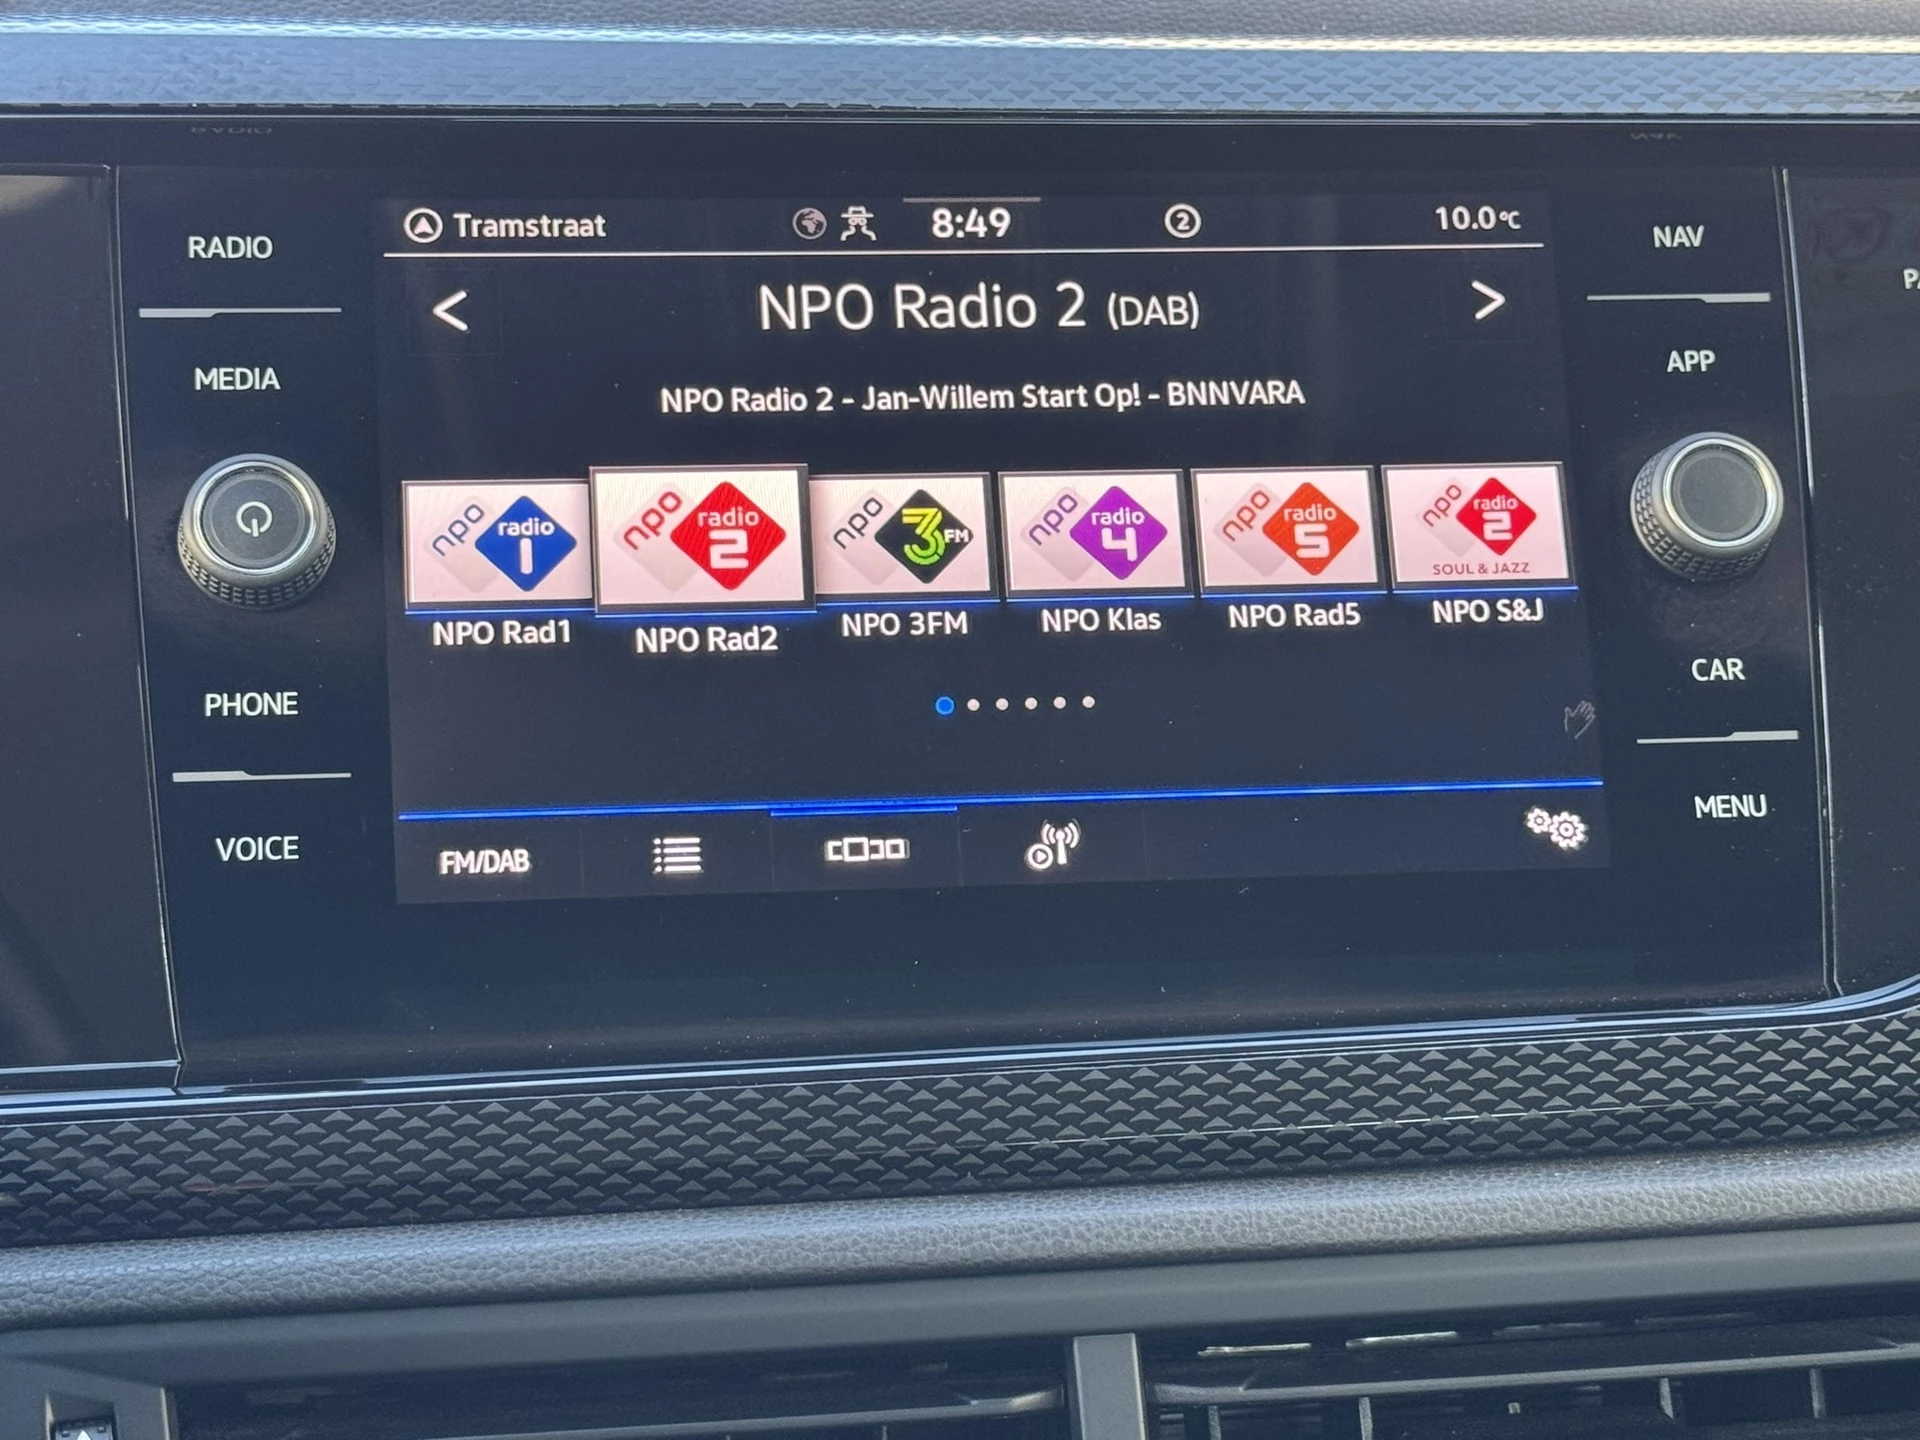 RADIO
MEDIA
PHONE
VOICE
Tramstraat 8:49 2 10.0°C
< NPO Radio 2 (DAB) >
NPO Radio 2 - Jan-Willem Start Op! - BNNVARA
npo radio 1
npo radio 2
npo 3FM
npo radio 4
npo radio 5
npo radio 2 SOUL & JAZZ
NPO Rad1 NPO Rad2 NPO 3FM NPO Klas NPO Rad5 NPO S&J
FM/DAB
NAV
APP
CAR
MENU